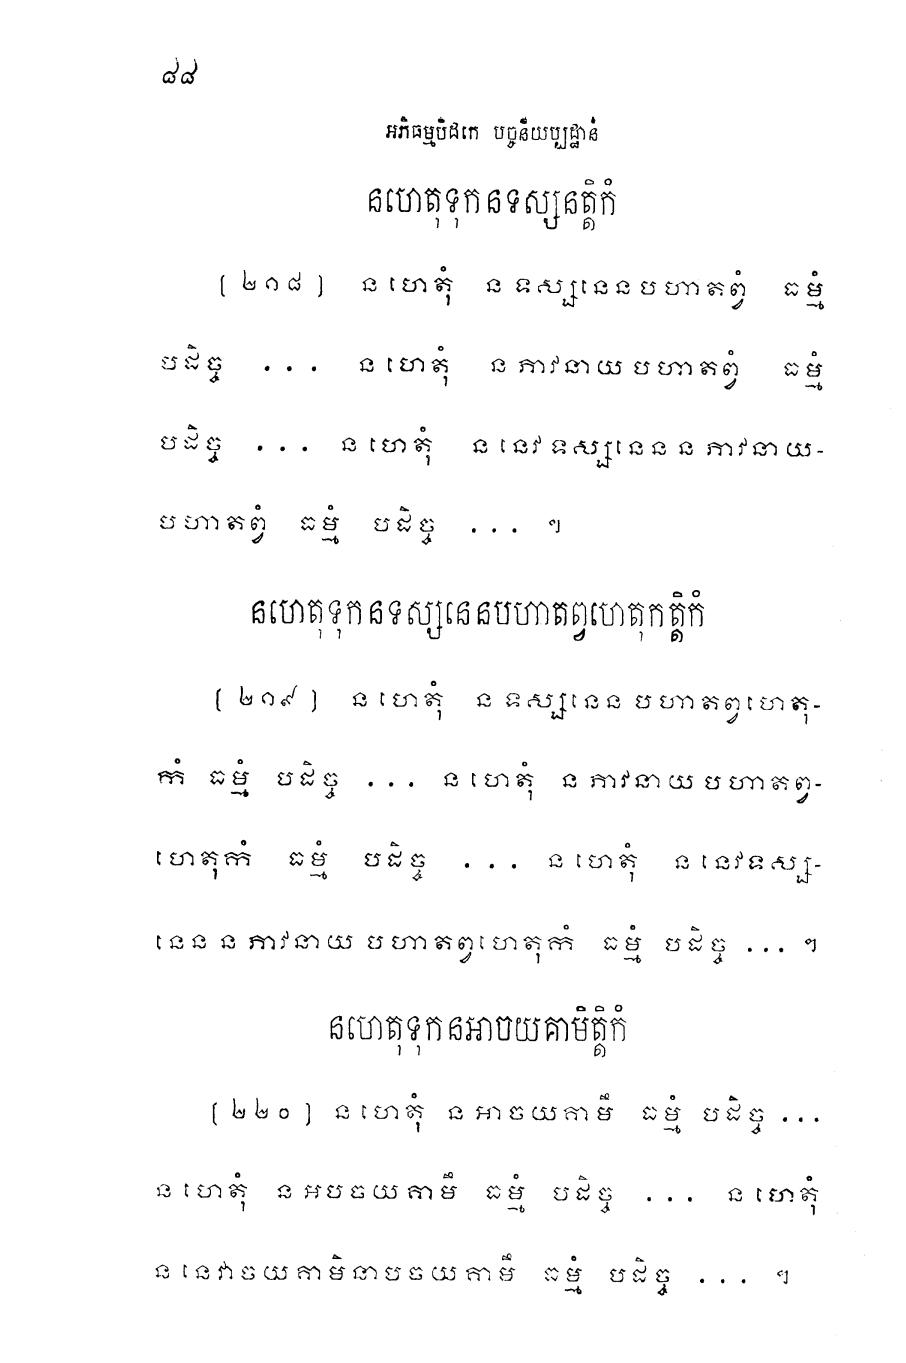 ៨៨
អភិធម្មបិដកេ បច្ចនីយប្បដ្ឋានំ
នហេតុទុកនទស្សនត្តិកំ
(២១៨) ន ហេតុំ ន ទស្សនេនបហាតព្វំ ធម្មំ
បដិច្ច ... ន ហេតុំ ន ភាវនាយបហាតព្វំ ធម្មំ
បដិច្ច ... ន ហេតុំ ន នេវទស្សនេន ន ភាវនាយ-
បហាតព្វំ ធម្មំ បដិច្ច ... ។
នហេតុទុកនទស្សនេនបហាតព្វហេតុកត្តិកំ
(២១៩) ន ហេតុំ ន ទស្សនេនបហាតព្វហេតុ-
កំ ធម្មំ បដិច្ច ... ន ហេតុំ ន ភាវនាយបហាតព្វ-
ហេតុកំ ធម្មំ បដិច្ច ... ន ហេតុំ ន នេវទស្ស-
នេន ន ភាវនាយបហាតព្វហេតុកំ ធម្មំ បដិច្ច ... ។
នហេតុទុកនអាចយគាមិត្តិកំ
(២២០) ន ហេតុំ ន អាចយគាមឹ ធម្មំ បដិច្ច ...
ន ហេតុំ ន អបចយគាមឹ ធម្មំ បដិច្ច ... ន ហេតុំ
ន នេវាចយគាមិនាបចយគាមឹ ធម្មំ បដិច្ច ... ។